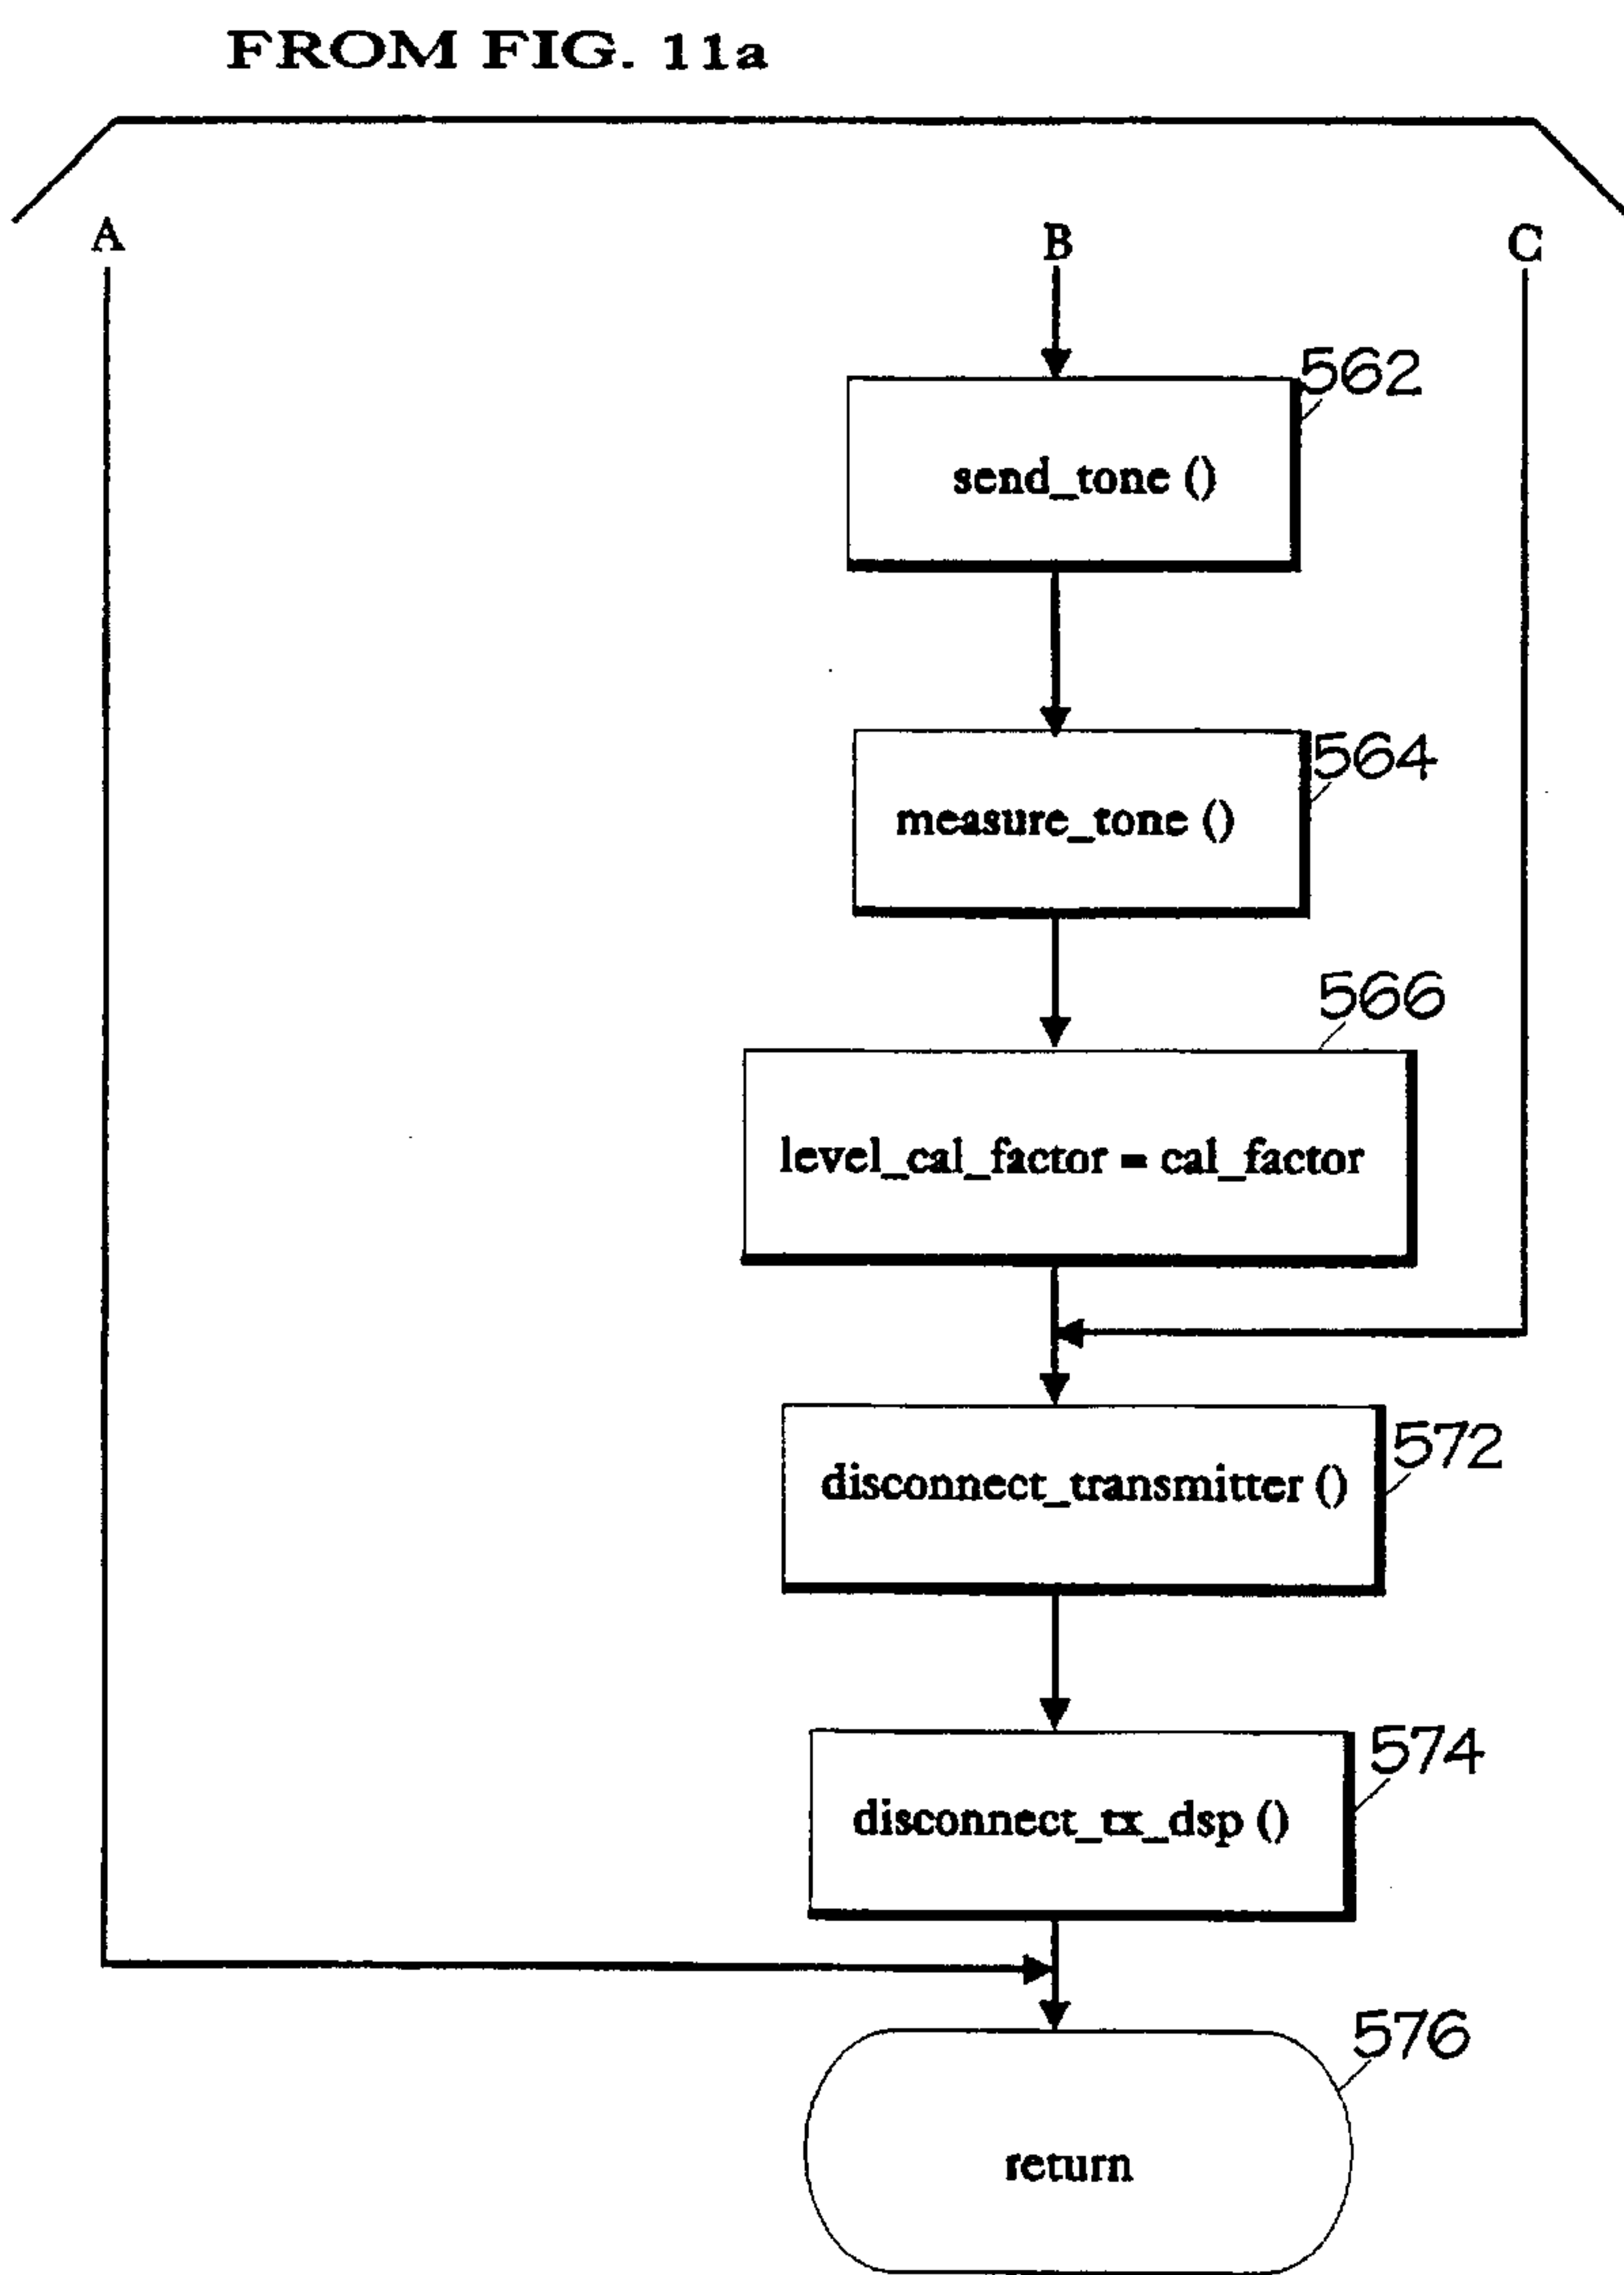 FROM FIG. 11a
A
B
C
562
send_tone ()
564
measure_tone ()
566
level_cal_factor = cal_factor
572
disconnect_transmitter ()
574
disconnect_tx_dsp ()
576
return